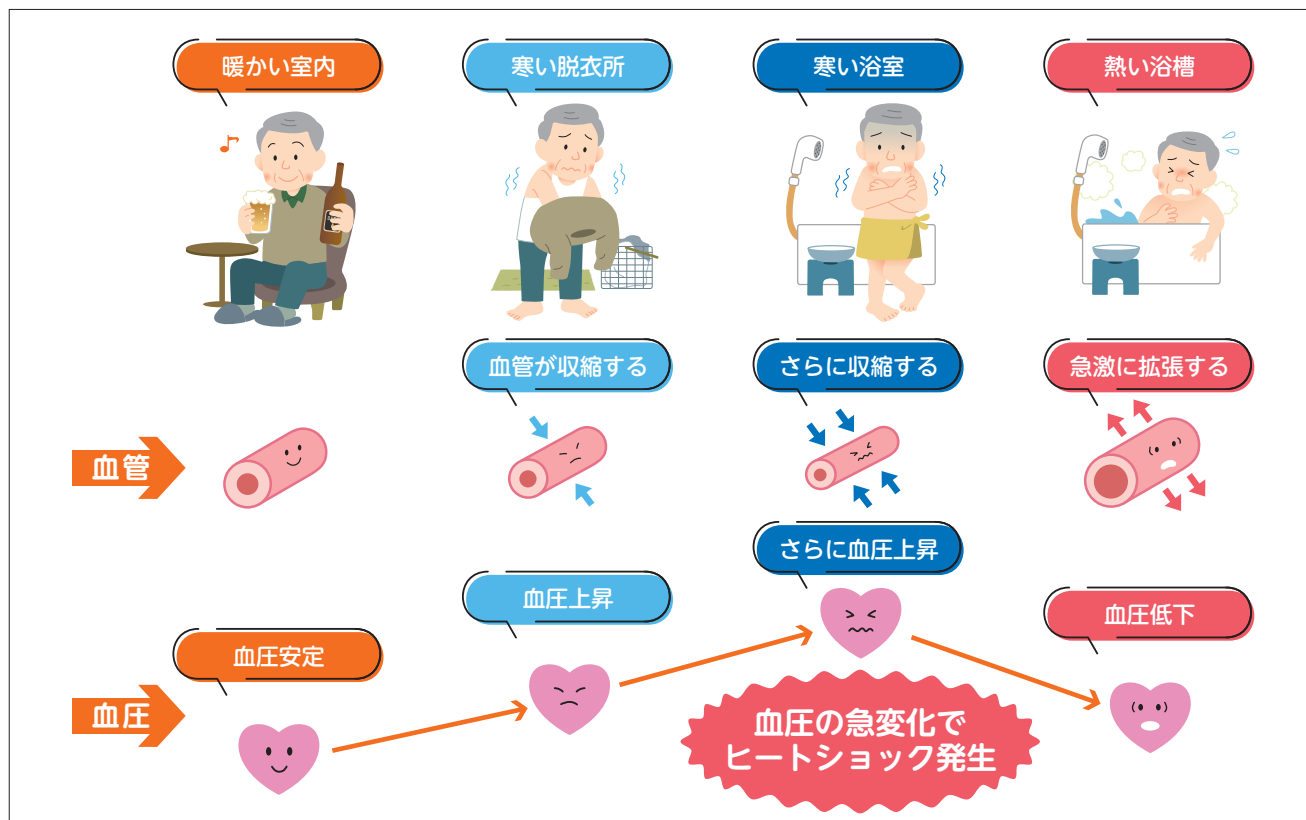 暖かい室内
寒い脱衣所
寒い浴室
熱い浴槽
血管が収縮する
さらに収縮する
急激に拡張する
血管
さらに血圧上昇
血圧上昇
血圧低下
血圧安定
血圧
血圧の急変化で
ヒートショック発生